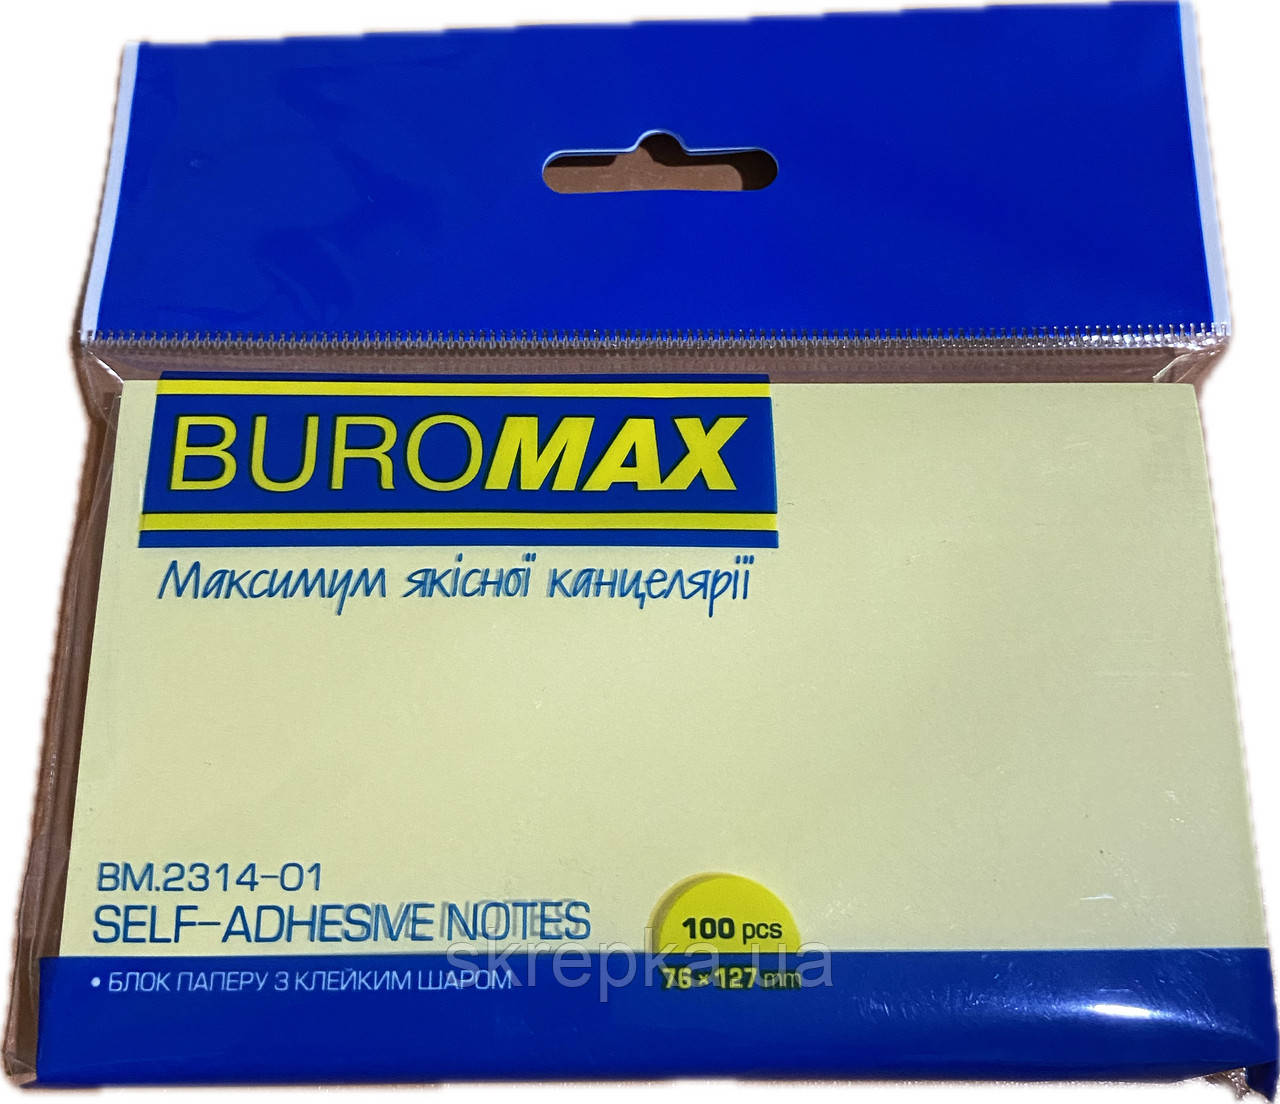 BUROMAX
Максимум якісної канцелярії
BM.2314-01
SELF-ADHESIVE NOTES
100 pcs
skrepka.ua
• БЛОК ПАПЕРУ З КЛЕЙКИМ ШАРОМ
76×127 mm